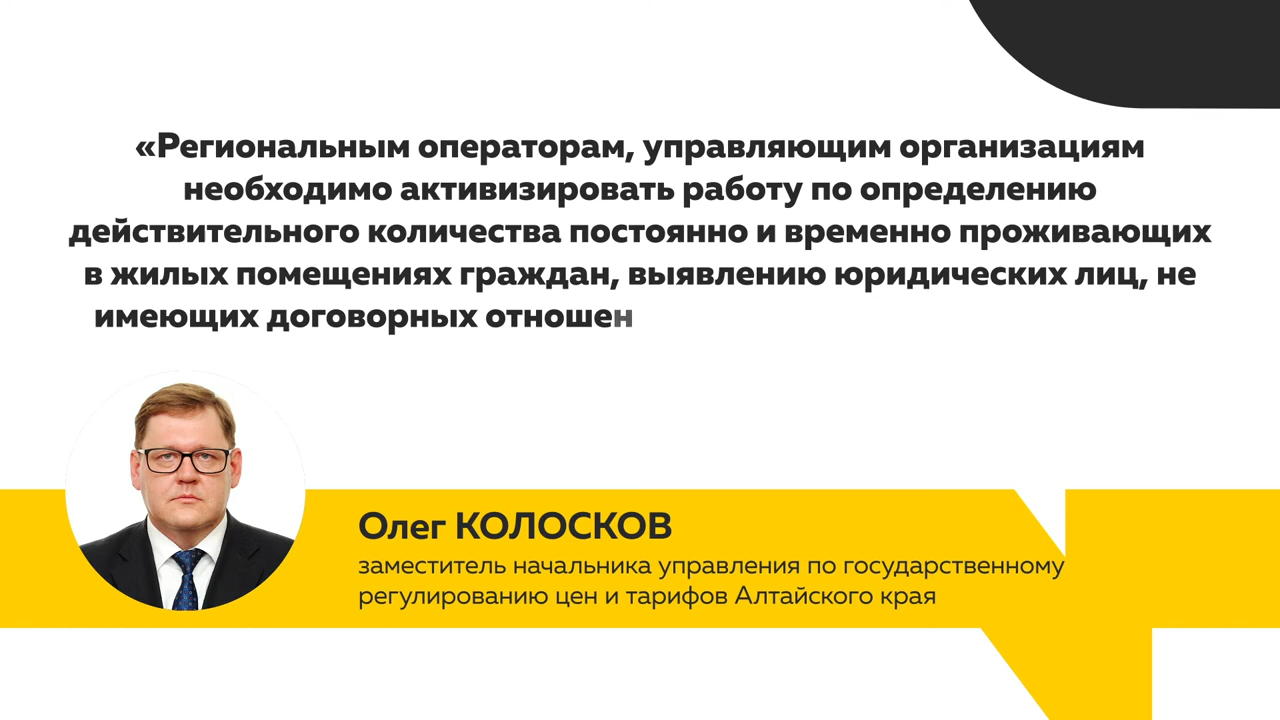 «Региональным операторам, управляющим организациям
необходимо активизировать работу по определению
действительного количества постоянно и временно проживающих
в жилых помещениях граждан, выявлению юридических лиц, не
имеющих договорных отношен
Олег КОЛОСКОВ
заместитель начальника управления по государственному
регулированию цен и тарифов Алтайского края